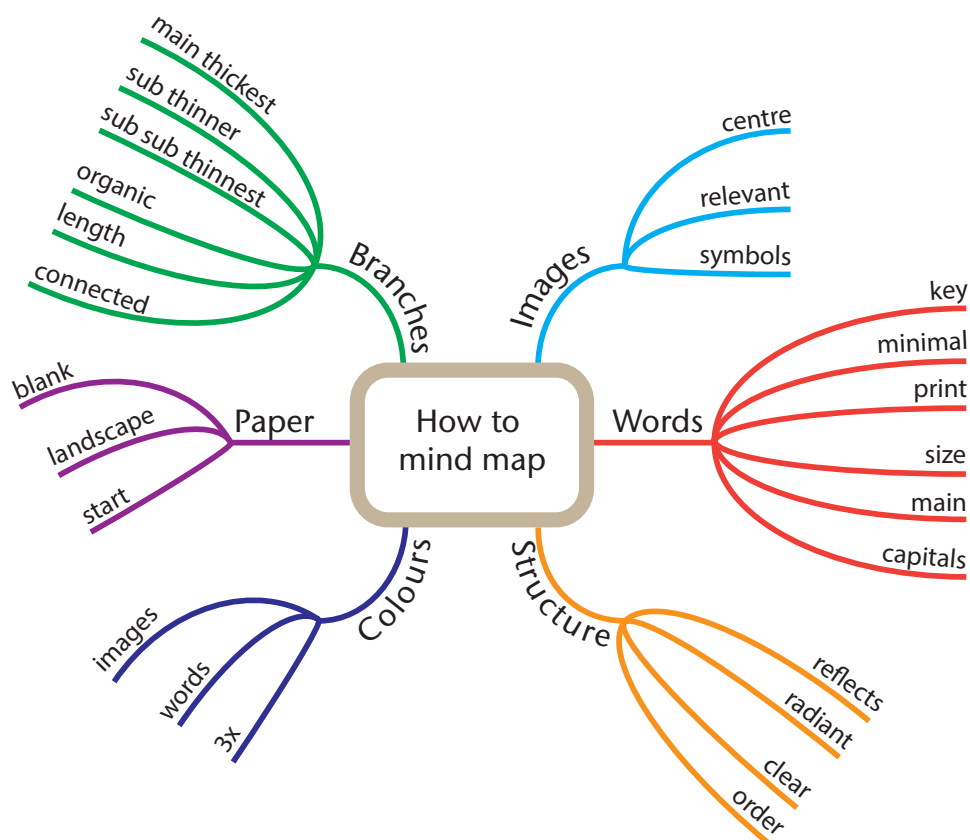 How to
mind map
Branches
main thickest
sub thinner
sub sub thinnest
organic
length
connected
Images
centre
relevant
symbols
Words
key
minimal
print
size
main
capitals
Structure
reflects
radiant
clear
order
Colours
images
words
3x
Paper
blank
landscape
start